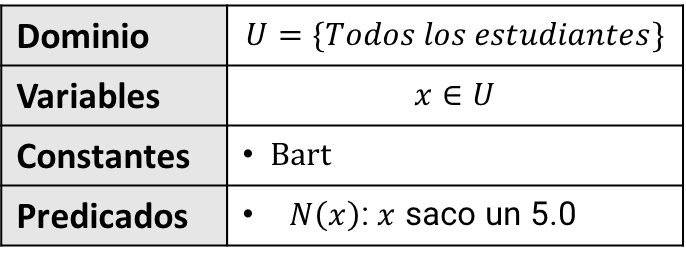 Dominio U = {Todos los estudiantes}
Variables x ∈ U
Constantes • Bart
Predicados • N(x): x saco un 5.0